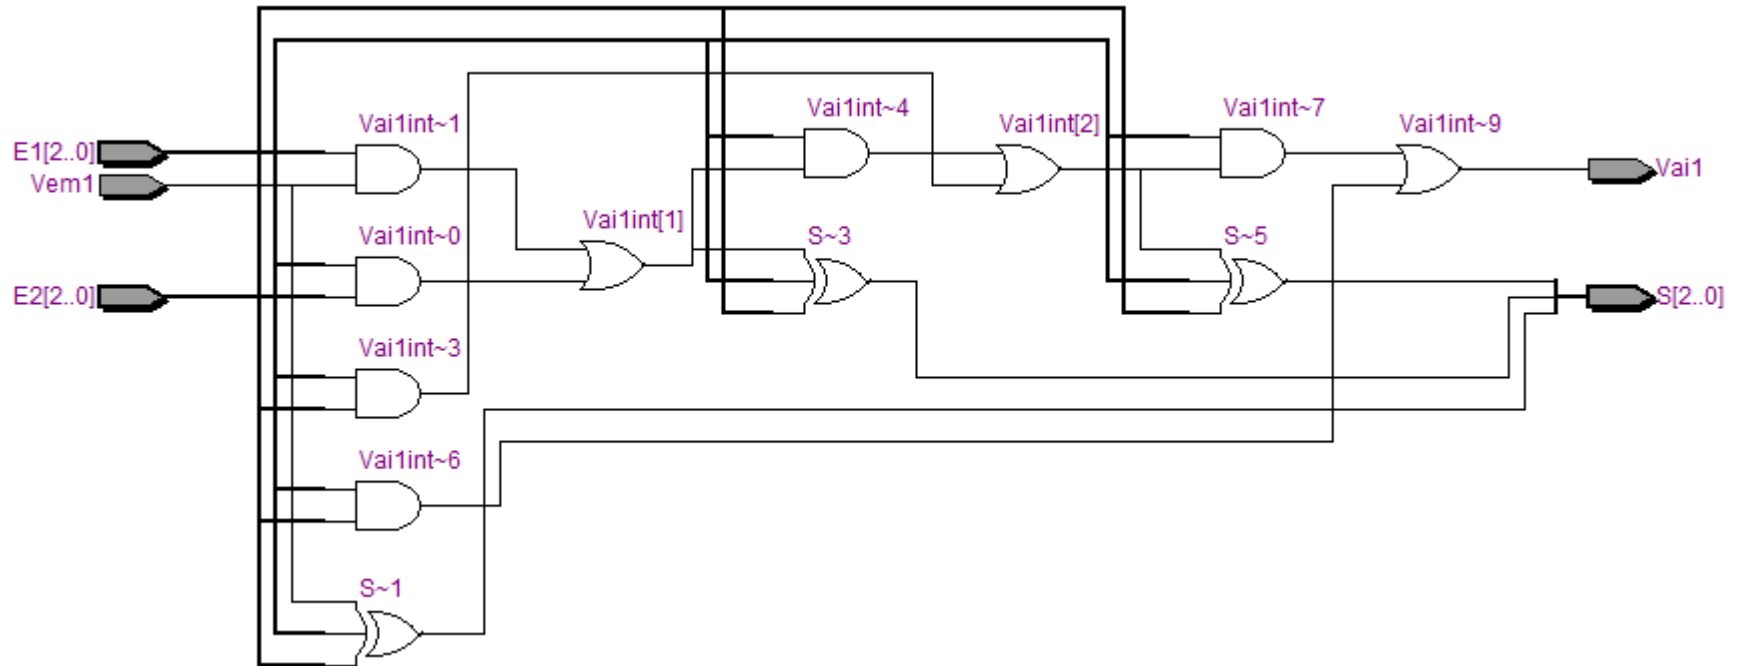 Vai1int~1
Vai1int~4
Vai1int[2]
Vai1int~7
Vai1int~9
E1[2..0]
Vem1
Vai1
Vai1int~0
Vai1int[1]
S~3
S~5
E2[2..0]
S[2..0]
Vai1int~3
Vai1int~6
S~1